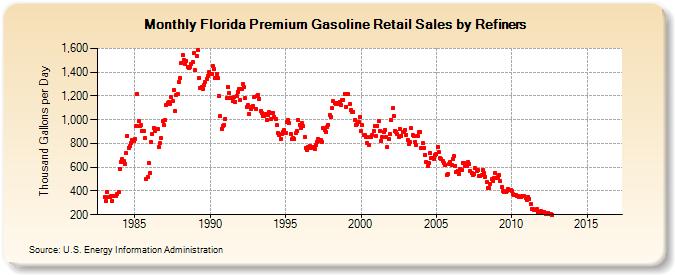 Monthly Florida Premium Gasoline Retail Sales by Refiners
Thousand Gallons per Day
1,600
1,400
1,200
1,000
800
600
400
200
1985 1990 1995 2000 2005 2010 2015
Source: U.S. Energy Information Administration